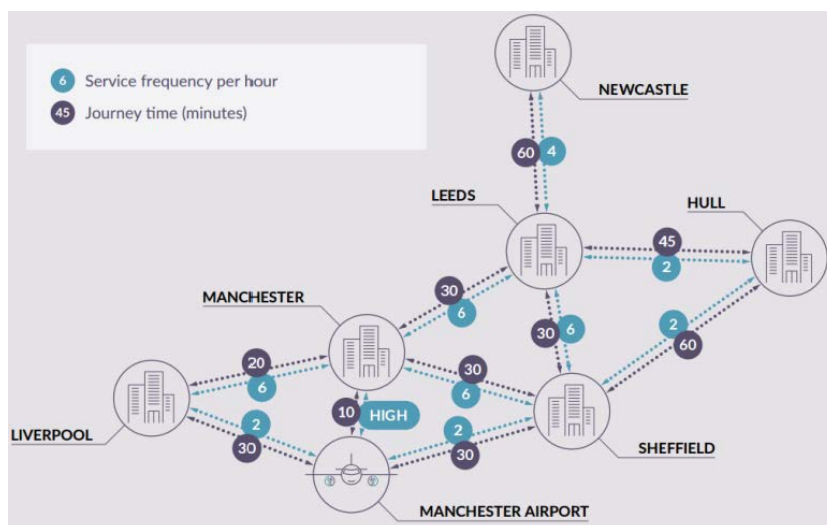 NEWCASTLE
6 Service frequency per hour
45 Journey time (minutes)
60 4
LEEDS
HULL
45
2
30
6
MANCHESTER
30 6
2
60
20
6
30
6
10 HIGH
2
30
2
30
LIVERPOOL
SHEFFIELD
MANCHESTER AIRPORT